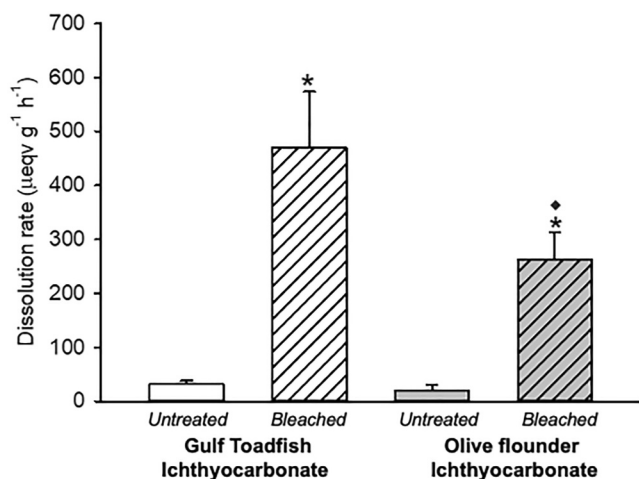 700
600
500
400
300
200
100
0
Dissolution rate (μeqv g⁻¹ h⁻¹)
*
*
Untreated Bleached Untreated Bleached
Gulf Toadfish Olive flounder
Ichthyocarbonate Ichthyocarbonate